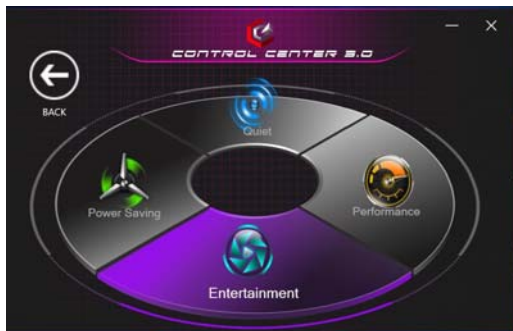 CONTROL CENTER 3.0
BACK
Quiet
Power Saving
Performance
Entertainment